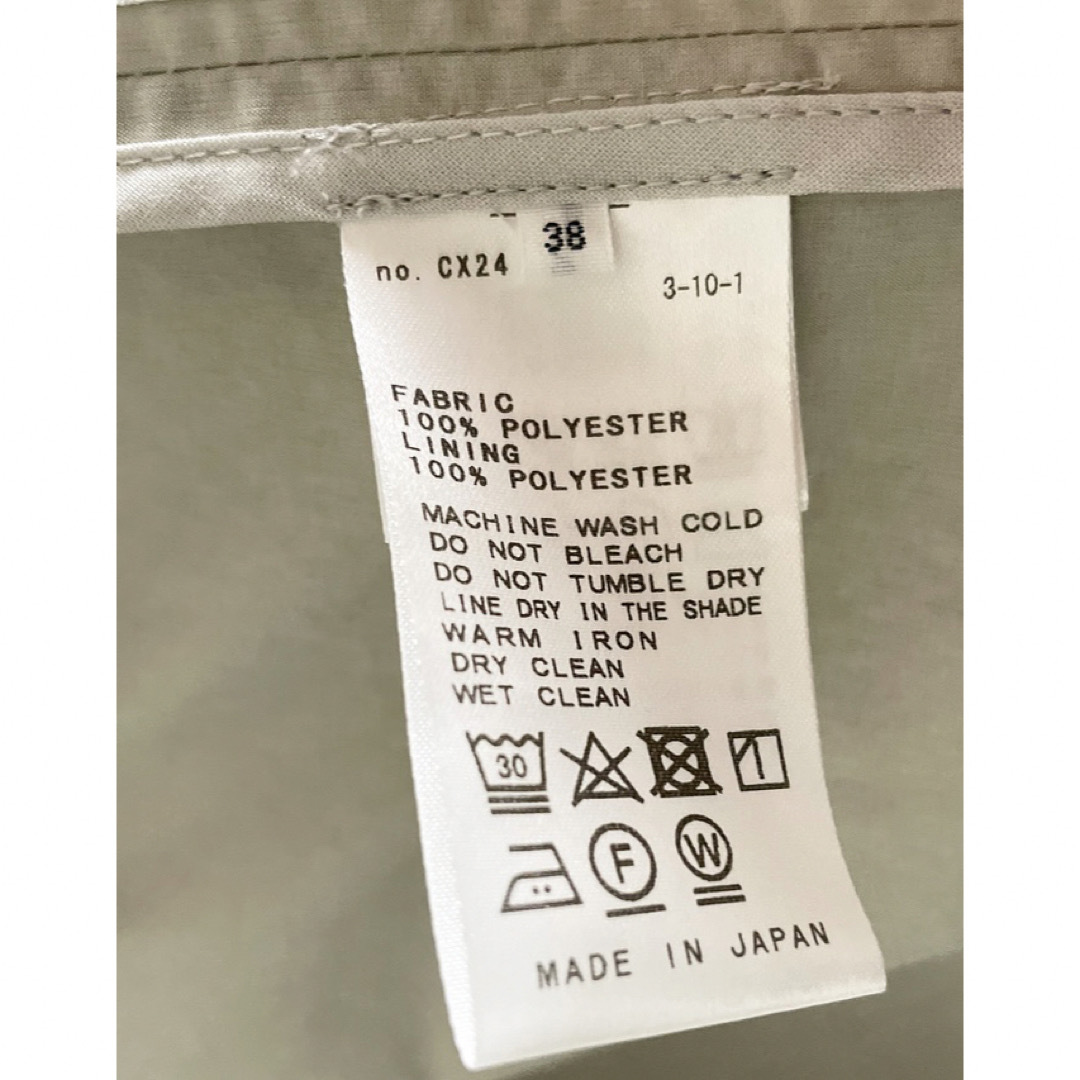 38
no. CX24
3-10-1
FABRIC
100% POLYESTER
LINING
100% POLYESTER
MACHINE WASH COLD
DO NOT BLEACH
DO NOT TUMBLE DRY
LINE DRY IN THE SHADE
WARM IRON
DRY CLEAN
WET CLEAN
30
F
W
MADE IN JAPAN